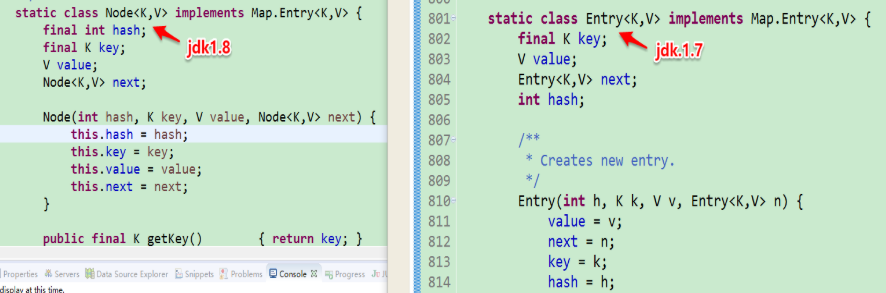 static class Node<K,V> implements Map.Entry<K,V> {
final int hash;
jdk1.8
final K key;
V value;
Node<K,V> next;
Node(int hash, K key, V value, Node<K,V> next) {
this.hash = hash;
this.key = key;
this.value = value;
this.next = next;
}
public final K getKey()        { return key; }
Properties Servers Data Source Explorer Snippets Problems Console Progress
display at this time.
801 static class Entry<K,V> implements Map.Entry<K,V> {
802 final K key;
jdk.1.7
803 V value;
804 Entry<K,V> next;
805 int hash;
806
807 /**
808 * Creates new entry.
809 */
810 Entry(int h, K k, V v, Entry<K,V> n) {
811 value = v;
812 next = n;
813 key = k;
814 hash = h;